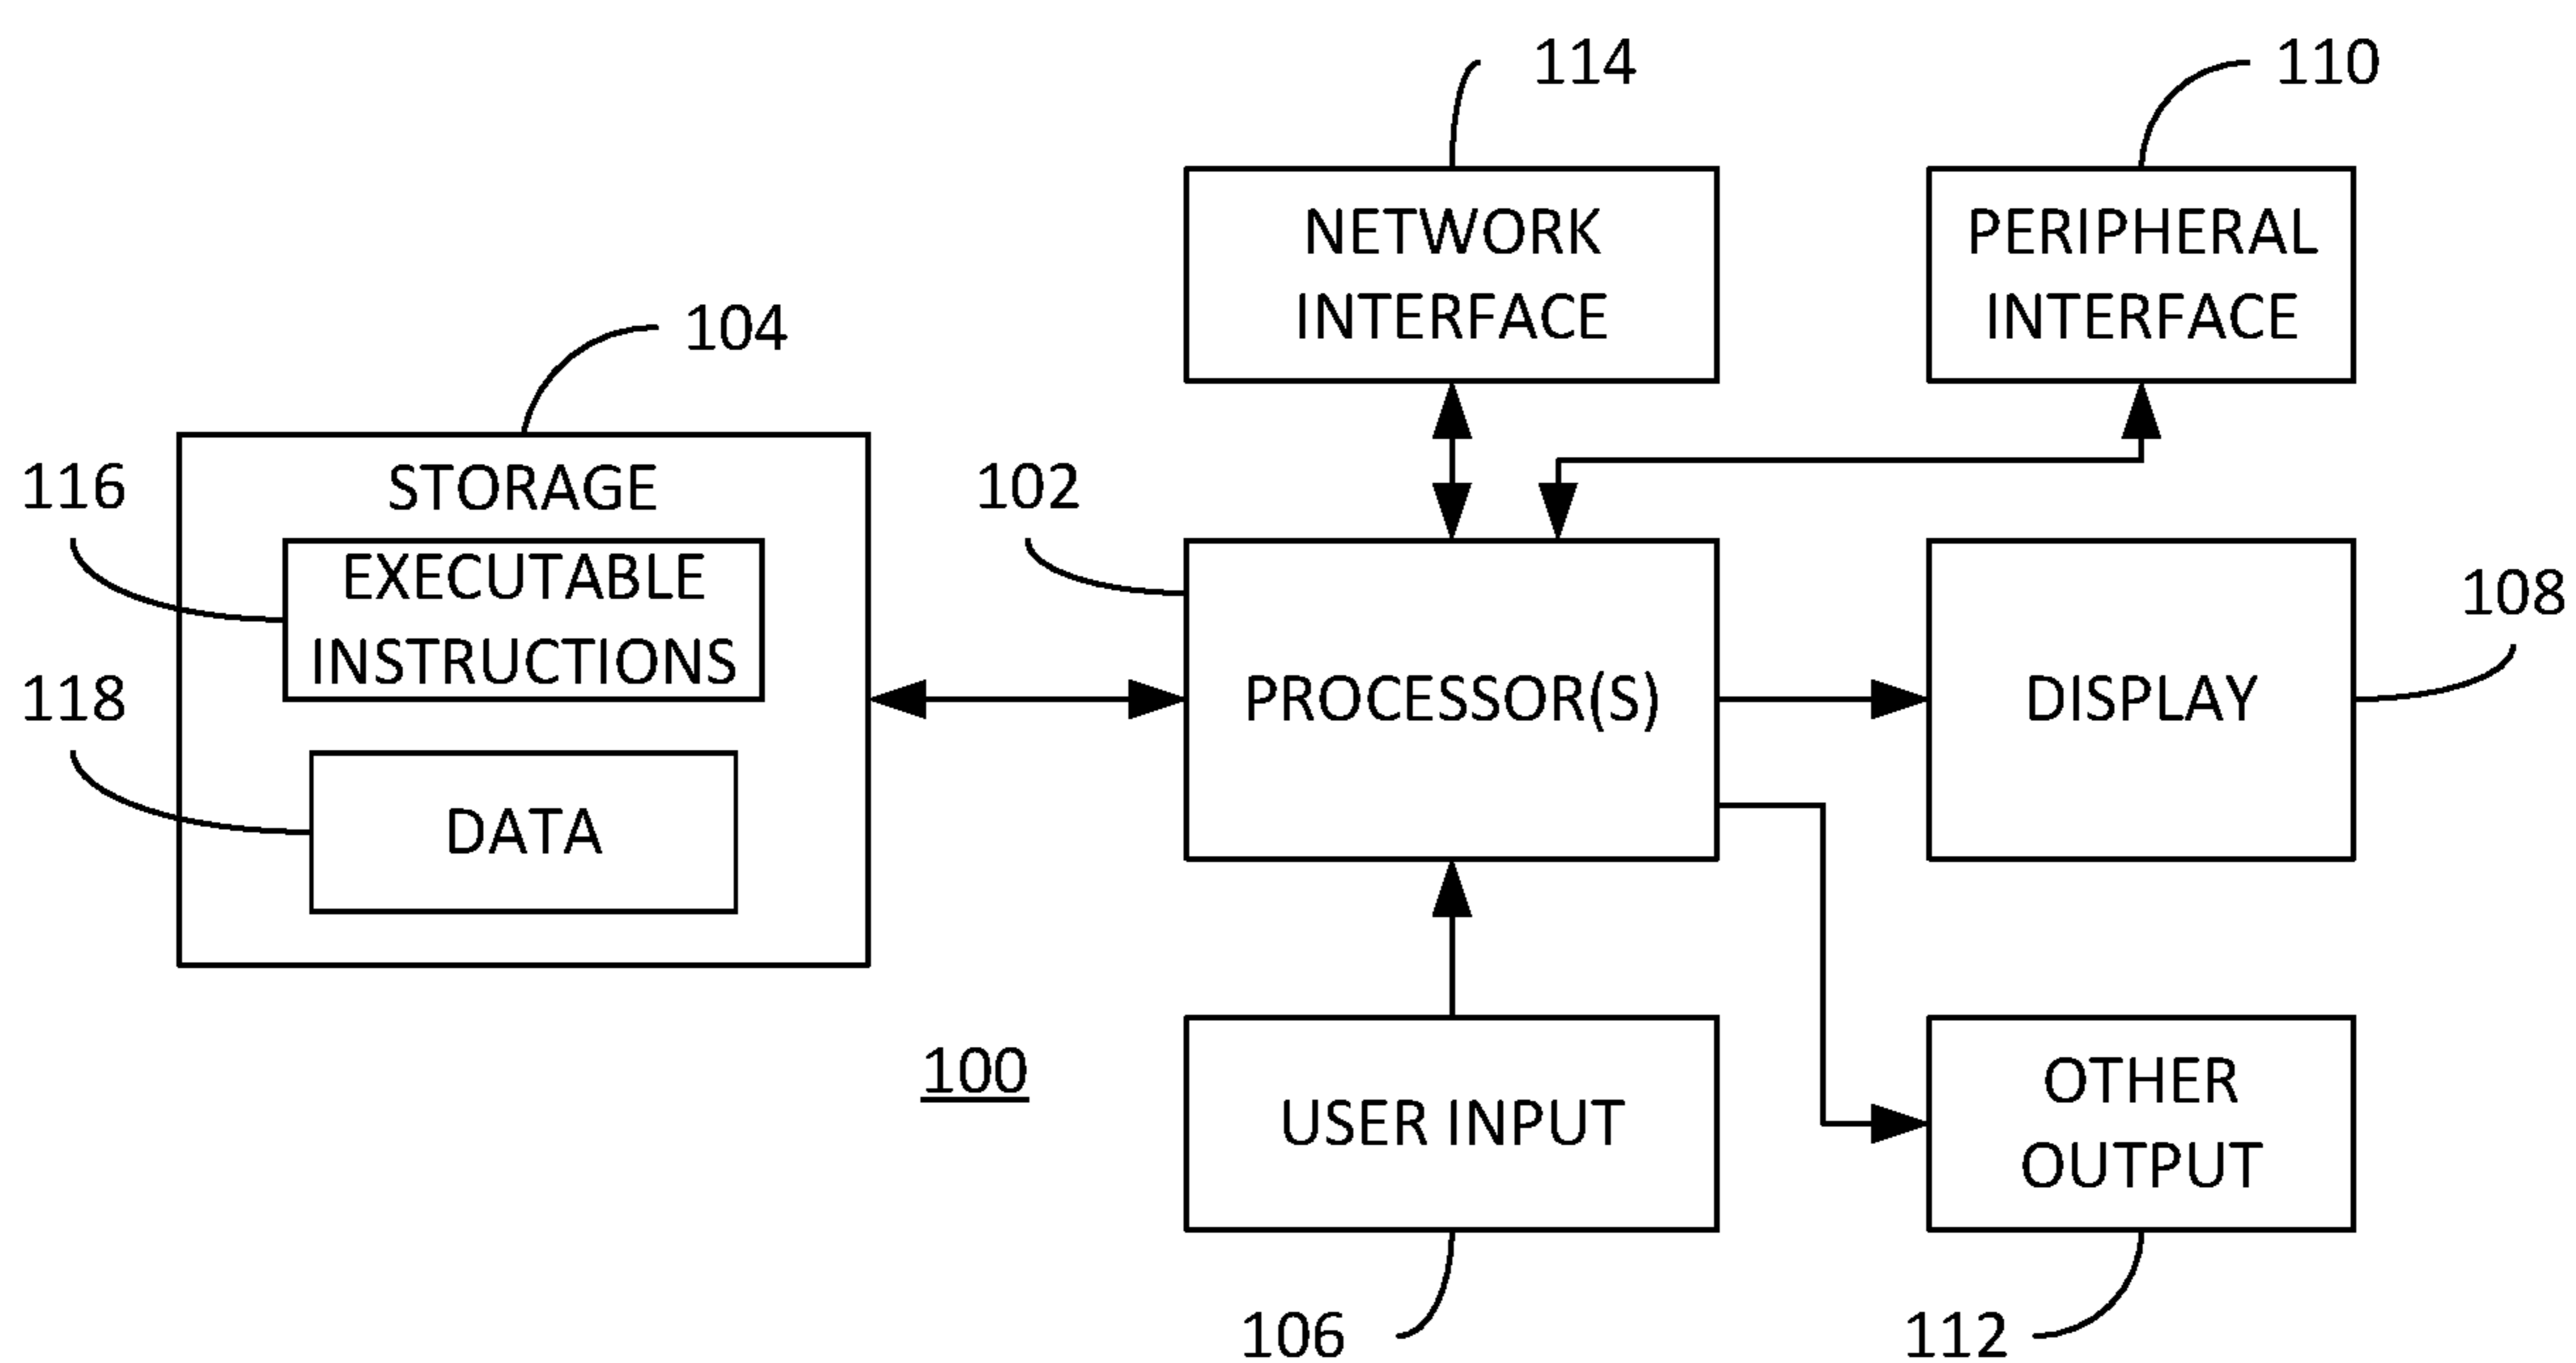 114
110
NETWORK
INTERFACE
PERIPHERAL
INTERFACE
104
STORAGE
116
EXECUTABLE
INSTRUCTIONS
118
DATA
102
PROCESSOR(S)
DISPLAY
108
100
USER INPUT
OTHER
OUTPUT
106
112